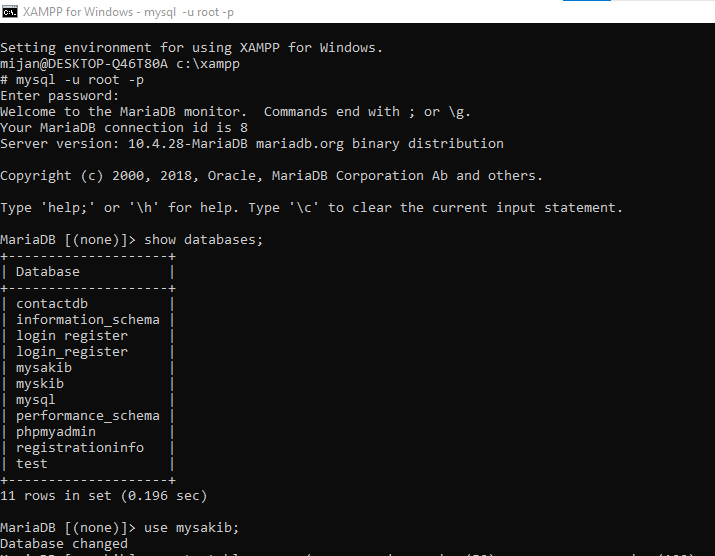 XAMPP for Windows - mysql -u root -p
Setting environment for using XAMPP for Windows.
mijan@DESKTOP-Q46T80A c:\xampp
# mysql -u root -p
Enter password:
Welcome to the MariaDB monitor.  Commands end with ; or \g.
Your MariaDB connection id is 8
Server version: 10.4.28-MariaDB mariadb.org binary distribution
Copyright (c) 2000, 2018, Oracle, MariaDB Corporation Ab and others.
Type 'help;' or '\h' for help. Type '\c' to clear the current input statement.
MariaDB [(none)]> show databases;
+--------------------+
| Database           |
+--------------------+
| contactdb          |
| information_schema |
| login register     |
| login_register     |
| mysakib            |
| myskib             |
| mysql              |
| performance_schema |
| phpmyadmin         |
| registrationinfo   |
| test               |
+--------------------+
11 rows in set (0.196 sec)
MariaDB [(none)]> use mysakib;
Database changed